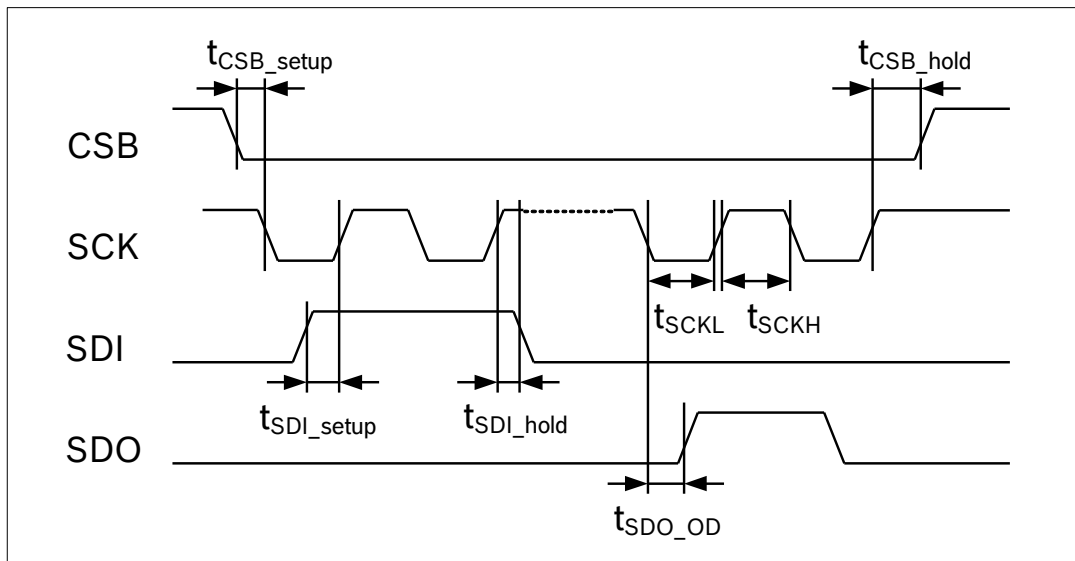 tCSB_setup
tCSB_hold
CSB
SCK
tSCKL
tSCKH
SDI
tSDI_setup
tSDI_hold
SDO
tSDO_OD